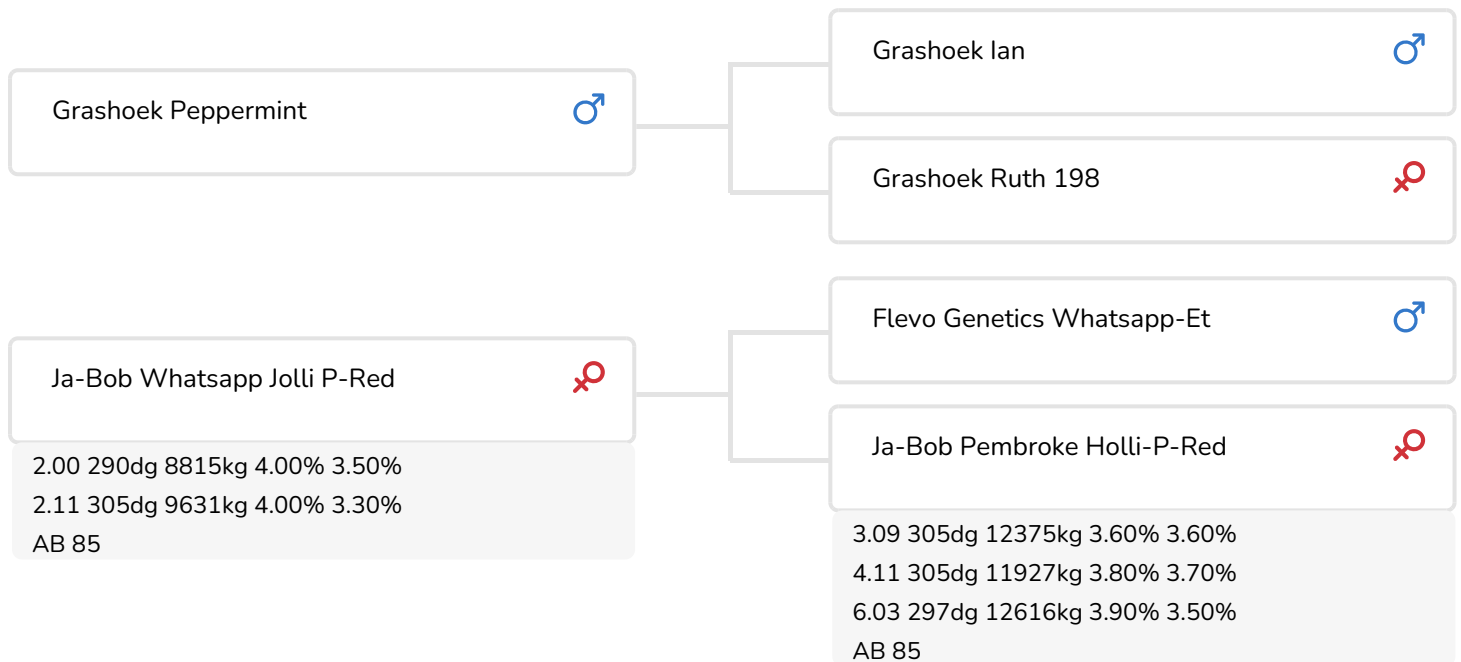 Grashoek Ian
Grashoek Peppermint
Grashoek Ruth 198
Flevo Genetics Whatsapp-Et
Ja-Bob Whatsapp Jolli P-Red
2.00 290dg 8815kg 4.00% 3.50%
2.11 305dg 9631kg 4.00% 3.30%
AB 85
Ja-Bob Pembroke Holli-P-Red
3.09 305dg 12375kg 3.60% 3.60%
4.11 305dg 11927kg 3.80% 3.70%
6.03 297dg 12616kg 3.90% 3.50%
AB 85